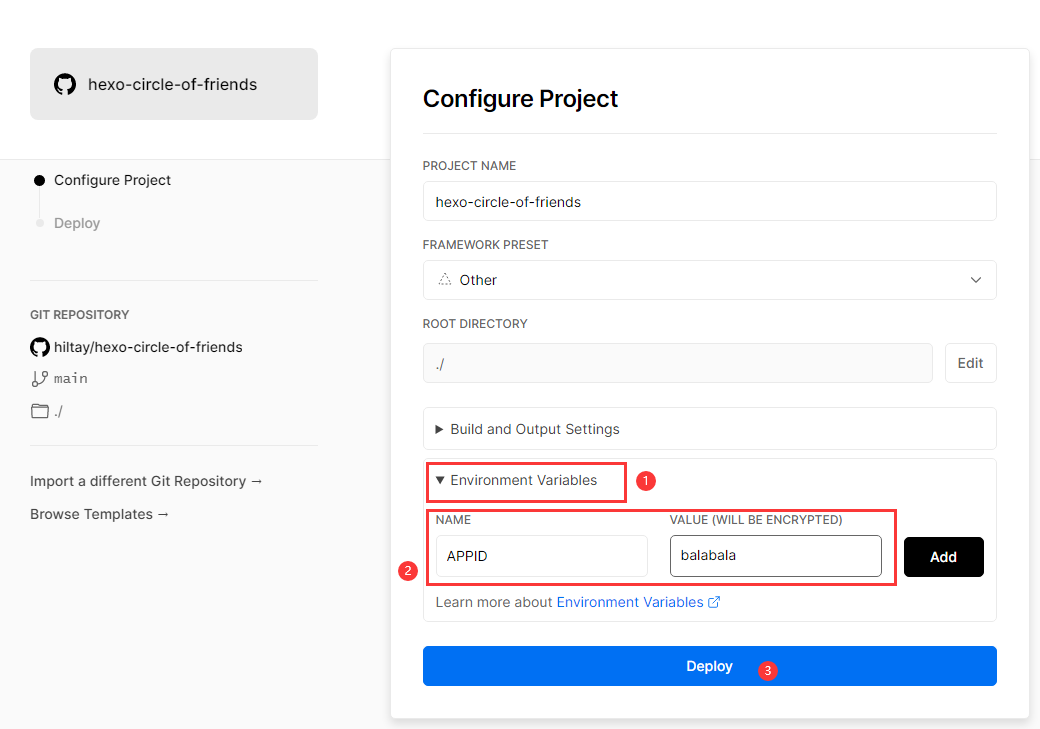 hexo-circle-of-friends
Configure Project
Deploy
GIT REPOSITORY
hiltay/hexo-circle-of-friends
main
./
Import a different Git Repository →
Browse Templates →
Configure Project
PROJECT NAME
hexo-circle-of-friends
FRAMEWORK PRESET
Other
ROOT DIRECTORY
./
Edit
Build and Output Settings
Environment Variables
1
NAME
VALUE (WILL BE ENCRYPTED)
2
APPID
balabala
Add
Learn more about Environment Variables
Deploy
3